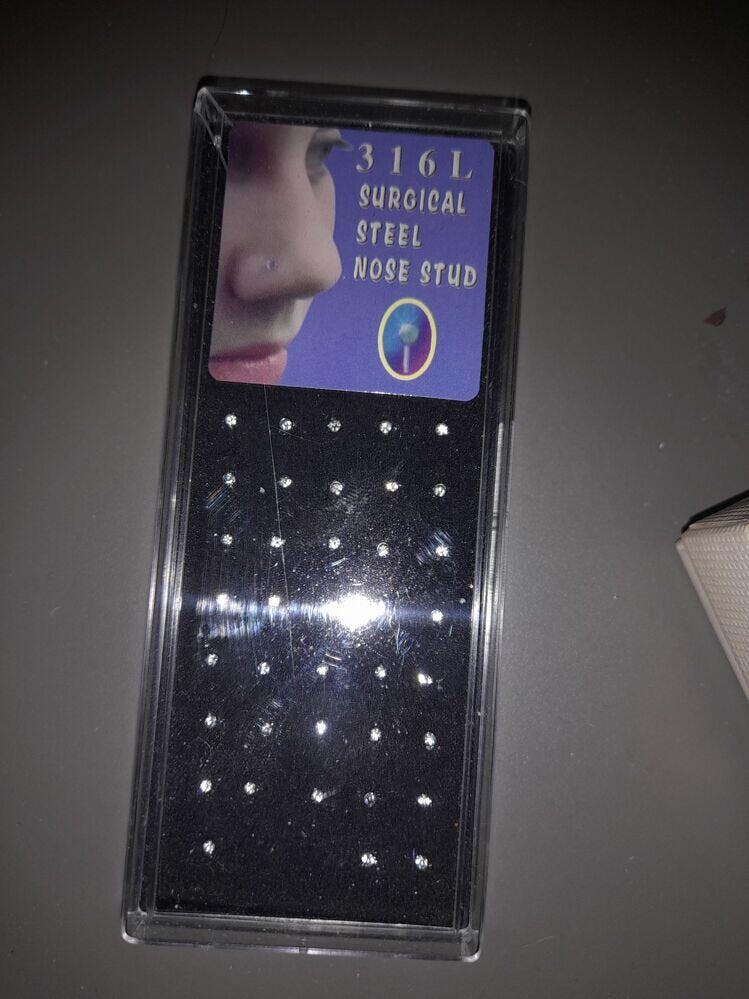 316L
SURGICAL
STEEL
NOSE STUD